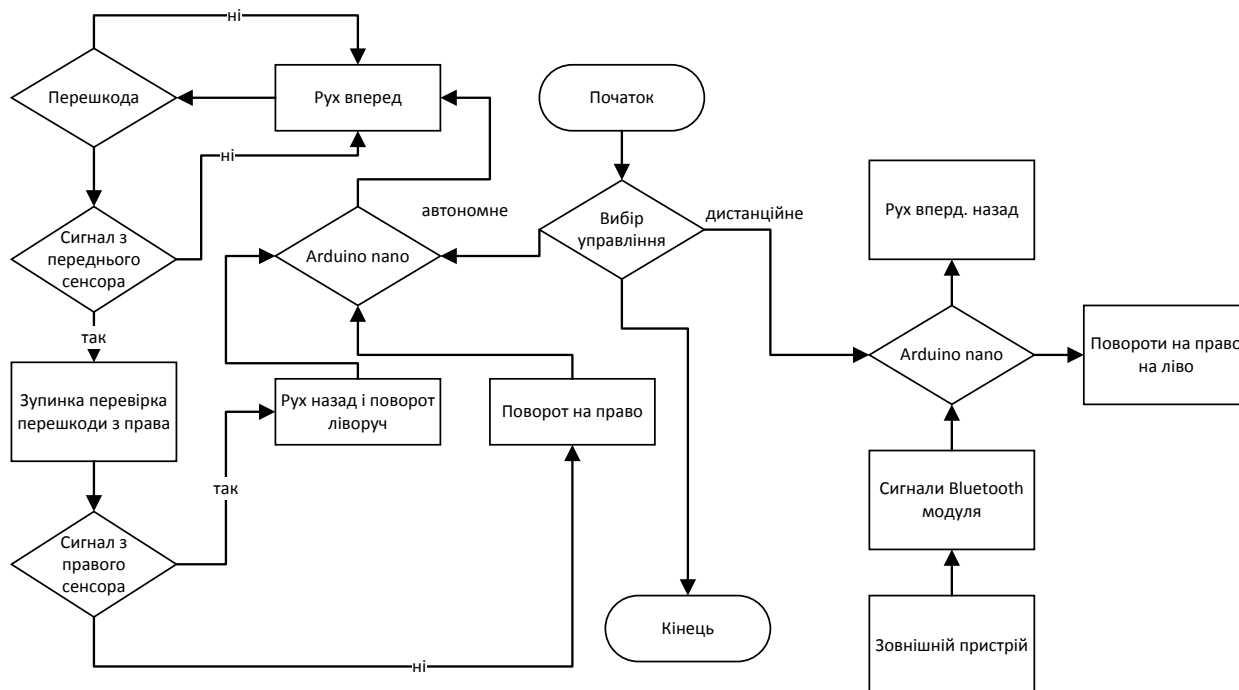 ні
Перешкода
Рух вперед
Початок
ні
Сигнал з
переднього
сенсора
Arduino nano
автономне
Вибір
управління
дистанційне
Рух вперд. назад
так
Зупинка перевірка
перешкоди з права
Рух назад і поворот
ліворуч
Поворот на право
Arduino nano
Повороти на право
на ліво
так
Сигнал з
правого
сенсора
Сигнали Bluetooth
модуля
Кінець
Зовнішній пристрій
ні